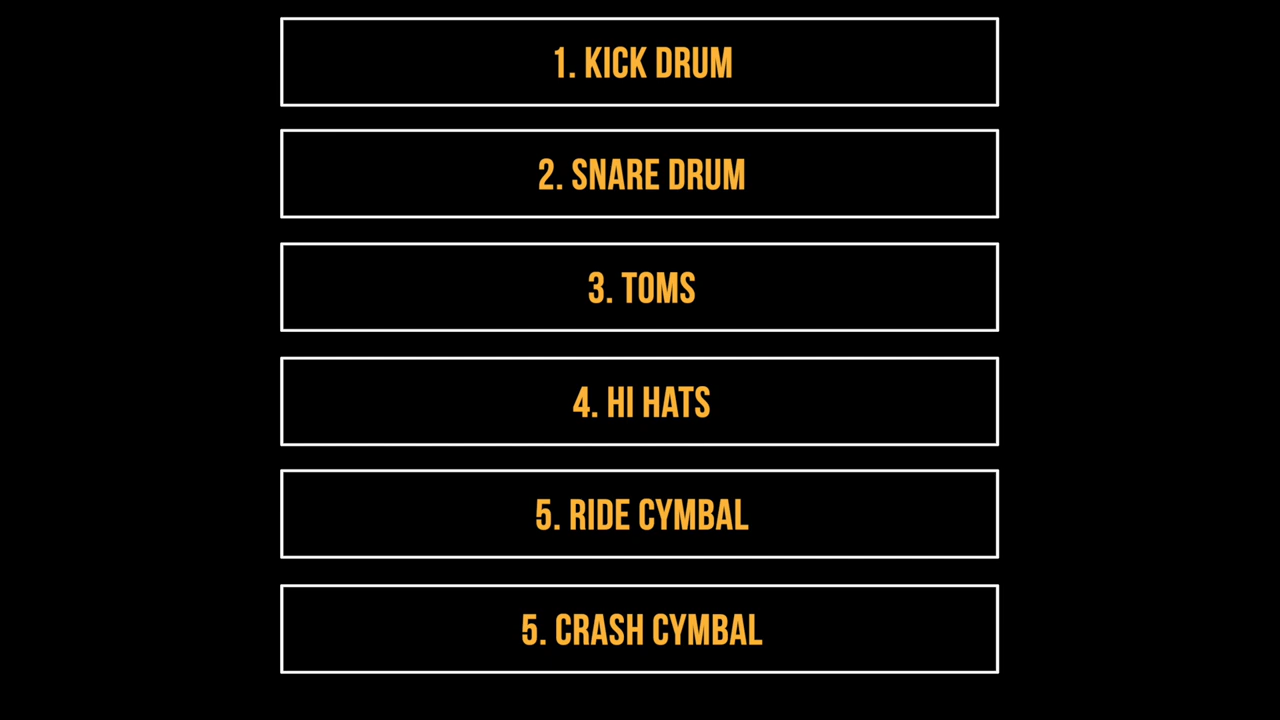 1. KICK DRUM
2. SNARE DRUM
3. TOMS
4. HI HATS
5. RIDE CYMBAL
5. CRASH CYMBAL